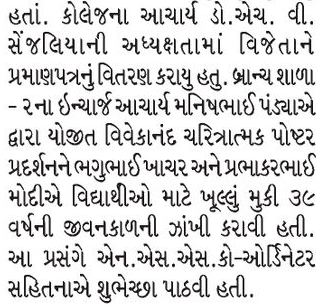 હતાં. કોલેજના આચાર્ય ડો.એચ. વી.
સેંજલિયાની અધ્યક્ષતામાં વિજેતાને
પ્રમાણપત્રનું વિતરણ કરાયુ હતુ. બ્રાન્ચ શાળા
- ૨ના ઇન્ચાર્જ આચાર્ય મનિષભાઈ પંડ્યાએ
દ્વારા યોજીત વિવેકાનંદ ચરિત્રાત્મક પોષ્ટર
પ્રદર્શનને ભગુભાઈ ખાચર અને પ્રભાકરભાઈ
મોદીએ વિદ્યાર્થીઓ માટે ખૂલ્લું મુકી ૩૯
વર્ષની જીવનકાળની ઝાંખી કરાવી હતી.
આ પ્રસંગે એન.એસ.એસ.કો-ઓર્ડિનેટર
સહિતનાએ શુભેચ્છા પાઠવી હતી.